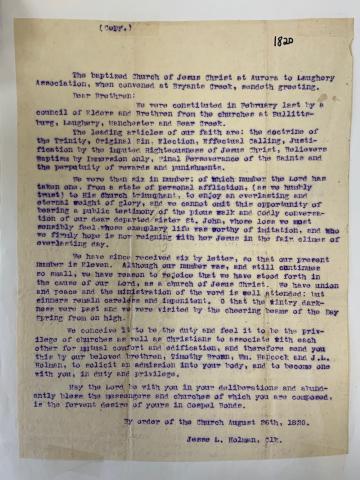 (Copy.)
1820
The baptized Church of Jesus Christ at Aurora to Laughery
Association, when convened at Bryants Creek, sendeth greeting.
Dear Brethren:
We were constituted in February last by a
council of Elders and Brethren from the churches at Bullitts-
burg, Laughery, Manchester and Bear Creek.
The leading articles of our faith are: the doctrine of
the Trinity, Original Sin, Election, Effectual Calling, Justi-
fication by the imputed Righteousness of Jesus Christ, Believers
Baptism by Immersion only, Final Perseverance of the Saints and
the perpetuity of rewards and punishments.
We were then six in number; of which number the Lord has
taken one, from a state of personal affliction, (as we humbly
trust) to His Church triumphant, to enjoy an everlasting and
eternal weight of glory, and we cannot omit this opportunity of
bearing a public testimony of the pious walk and Godly conversa-
tion of our departed sister St. John, whose loss we most
sensibly feel, whose exemplary life was worthy of imitation, and who
we firmly hope is now reigning with her Jesus in the fair climes of
everlasting day.
We have since received six by letter, so that our present
number is Eleven. Although our number was, and still continues
so small, we have reason to rejoice that we have stood forth in
the cause of our Lord, as a church of Jesus Christ. We have union
and peace and the ministration of the word is well attended; but
sinners remain careless and impenitent. O that the wintry dark-
ness were past and we were visited by the cheering beams of the Day
Spring from on high.
We conceive it to be the duty and feel it to be the priv-
ilege of churches as well as Christians to associate with each
other for mutual comfort and edification, and therefore send you
this by our beloved brethren, Timothy Brown, Wm. Hancock and J.L.
Holman, to solicit an admission into your body, and to become one
with you, in duty and privilege.
May the Lord be with you in your deliberations and abund-
antly bless the messengers and churches of which you are composed,
is the fervent desire of yours in Gospel Bonds.
By order of the Church August 26th, 1820.
Jesse L. Holman, Clk.